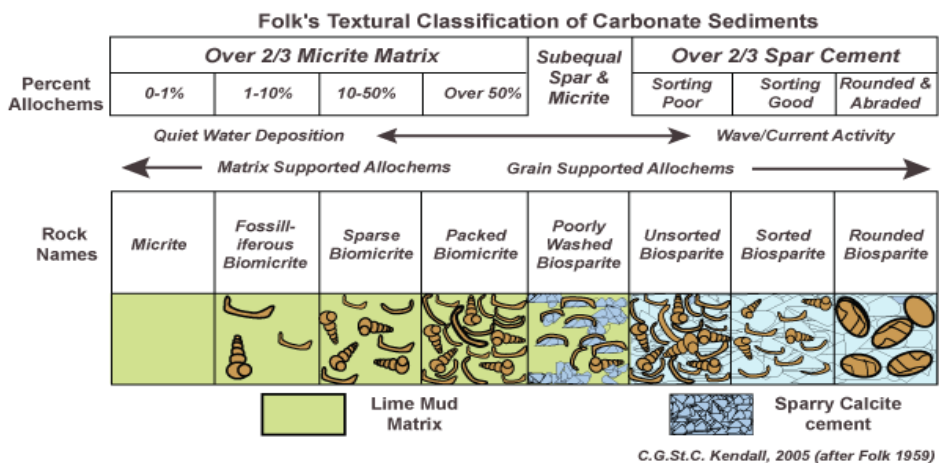 Folk's Textural Classification of Carbonate Sediments
Over 2/3 Micrite Matrix
Subequal
Spar &
Micrite
Over 2/3 Spar Cement
Percent
Allochems
0-1%
1-10%
10-50%
Over 50%
Sorting
Poor
Sorting
Good
Rounded &
Abraded
Quiet Water Deposition
Wave/Current Activity
Matrix Supported Allochems
Grain Supported Allochems
Rock
Names
Micrite
Fossill-
iferous
Biomicrite
Sparse
Biomicrite
Packed
Biomicrite
Poorly
Washed
Biosparite
Unsorted
Biosparite
Sorted
Biosparite
Rounded
Biosparite
Lime Mud
Matrix
Sparry Calcite
cement
C.G.St.C. Kendall, 2005 (after Folk 1959)